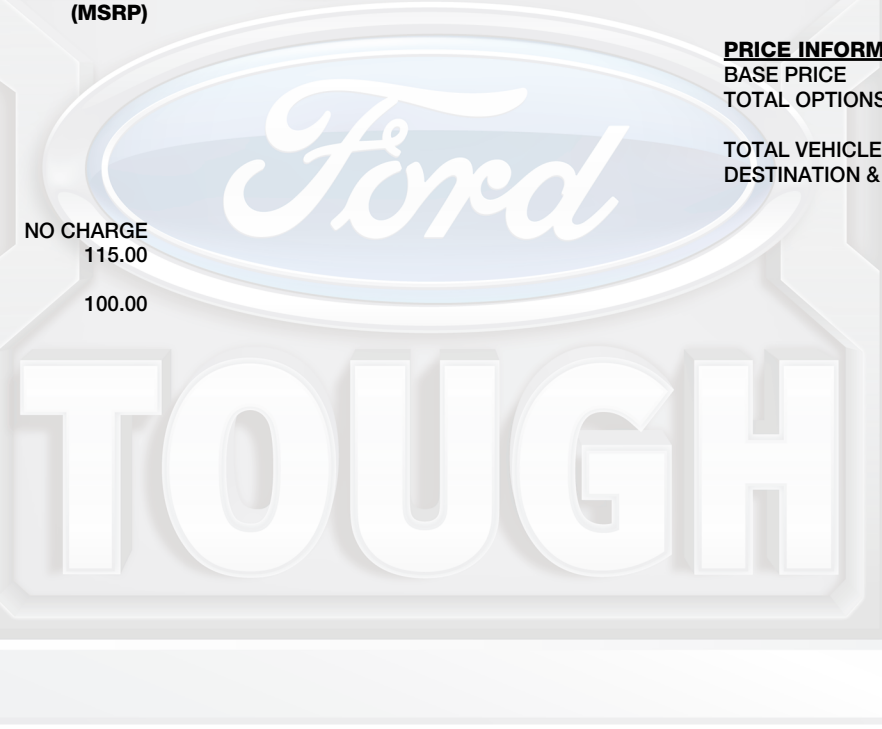 (MSRP)
NO CHARGE
115.00
100.00
PRICE INFORM
BASE PRICE
TOTAL OPTIONS
TOTAL VEHICLE
DESTINATION &
Ford
TOUGH